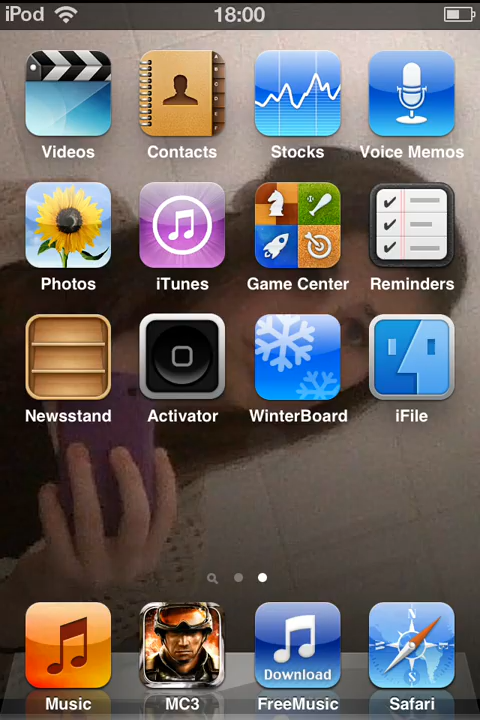 iPod 18:00
Videos Contacts Stocks Voice Memos
Photos iTunes Game Center Reminders
Newsstand Activator WinterBoard iFile
Download
Music MC3 FreeMusic Safari